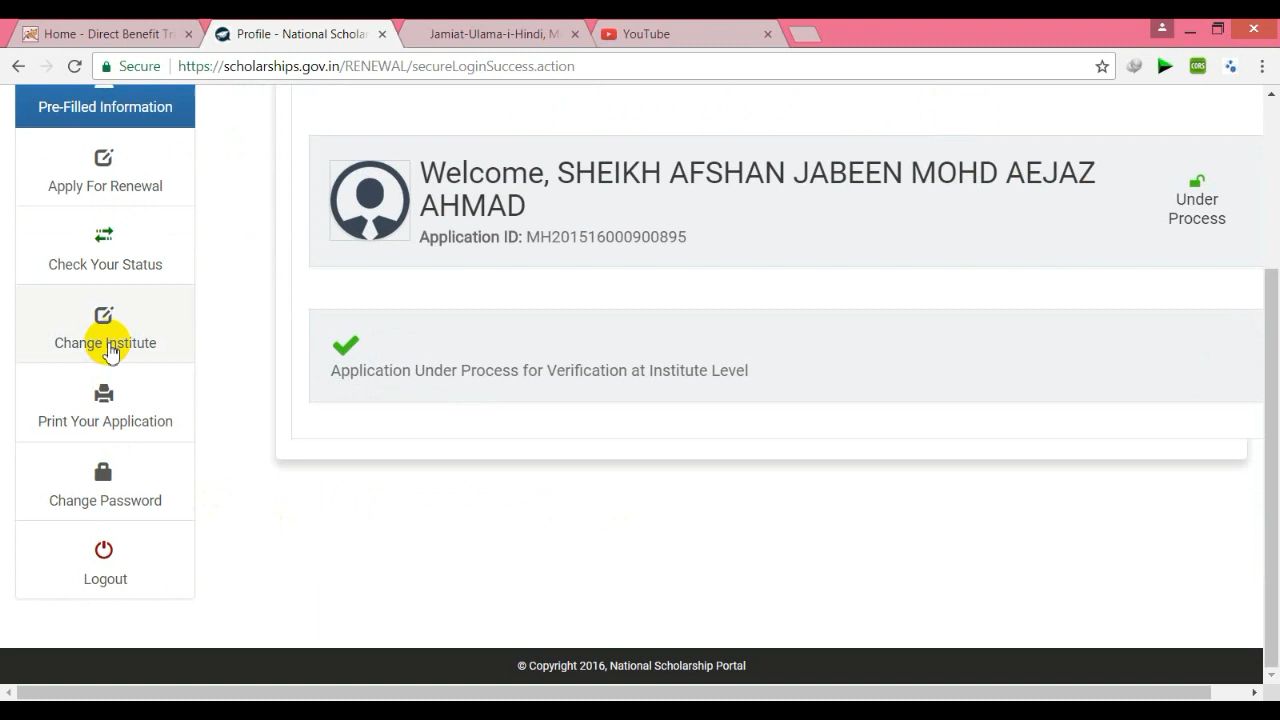 Home - Direct Benefit Tr
Profile - National Schola
Jamiat-Ulama-i-Hindi, M
YouTube
Secure
https://scholarships.gov.in/RENEWAL/secureLoginSuccess.action
CORS
Pre-Filled Information
Apply For Renewal
Check Your Status
Change Institute
Print Your Application
Change Password
Logout
Welcome, SHEIKH AFSHAN JABEEN MOHD AEJAZ
AHMAD
Application ID: MH201516000900895
Under
Process
Application Under Process for Verification at Institute Level
© Copyright 2016, National Scholarship Portal